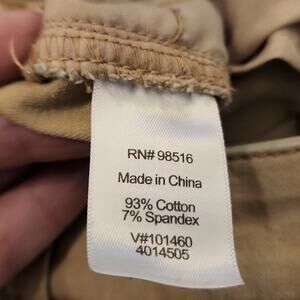 RN# 98516
Made in China
93% Cotton
7% Spandex
V#101460
4014505